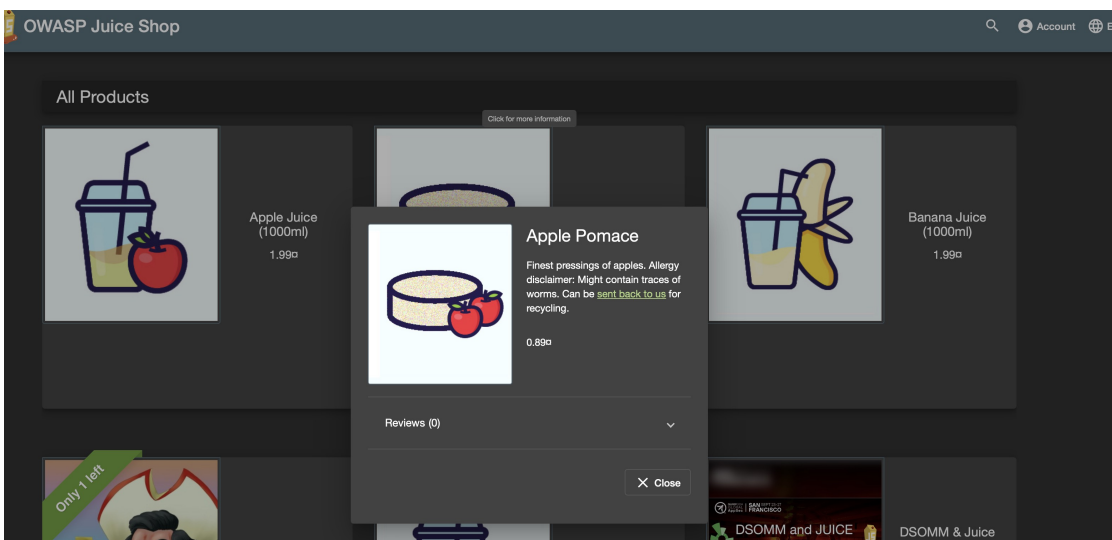 OWASP Juice Shop
Account
All Products
Click for more information
Apple Juice
(1000ml)
1.99¤
Banana Juice
(1000ml)
1.99¤
Apple Pomace
Finest pressings of apples. Allergy
disclaimer: Might contain traces of
worms. Can be sent back to us for
recycling.
0.89¤
Reviews (0)
Close
Only 1 left
SAN
FRANCISCO
DSOMM and JUICE
DSOMM & Juice